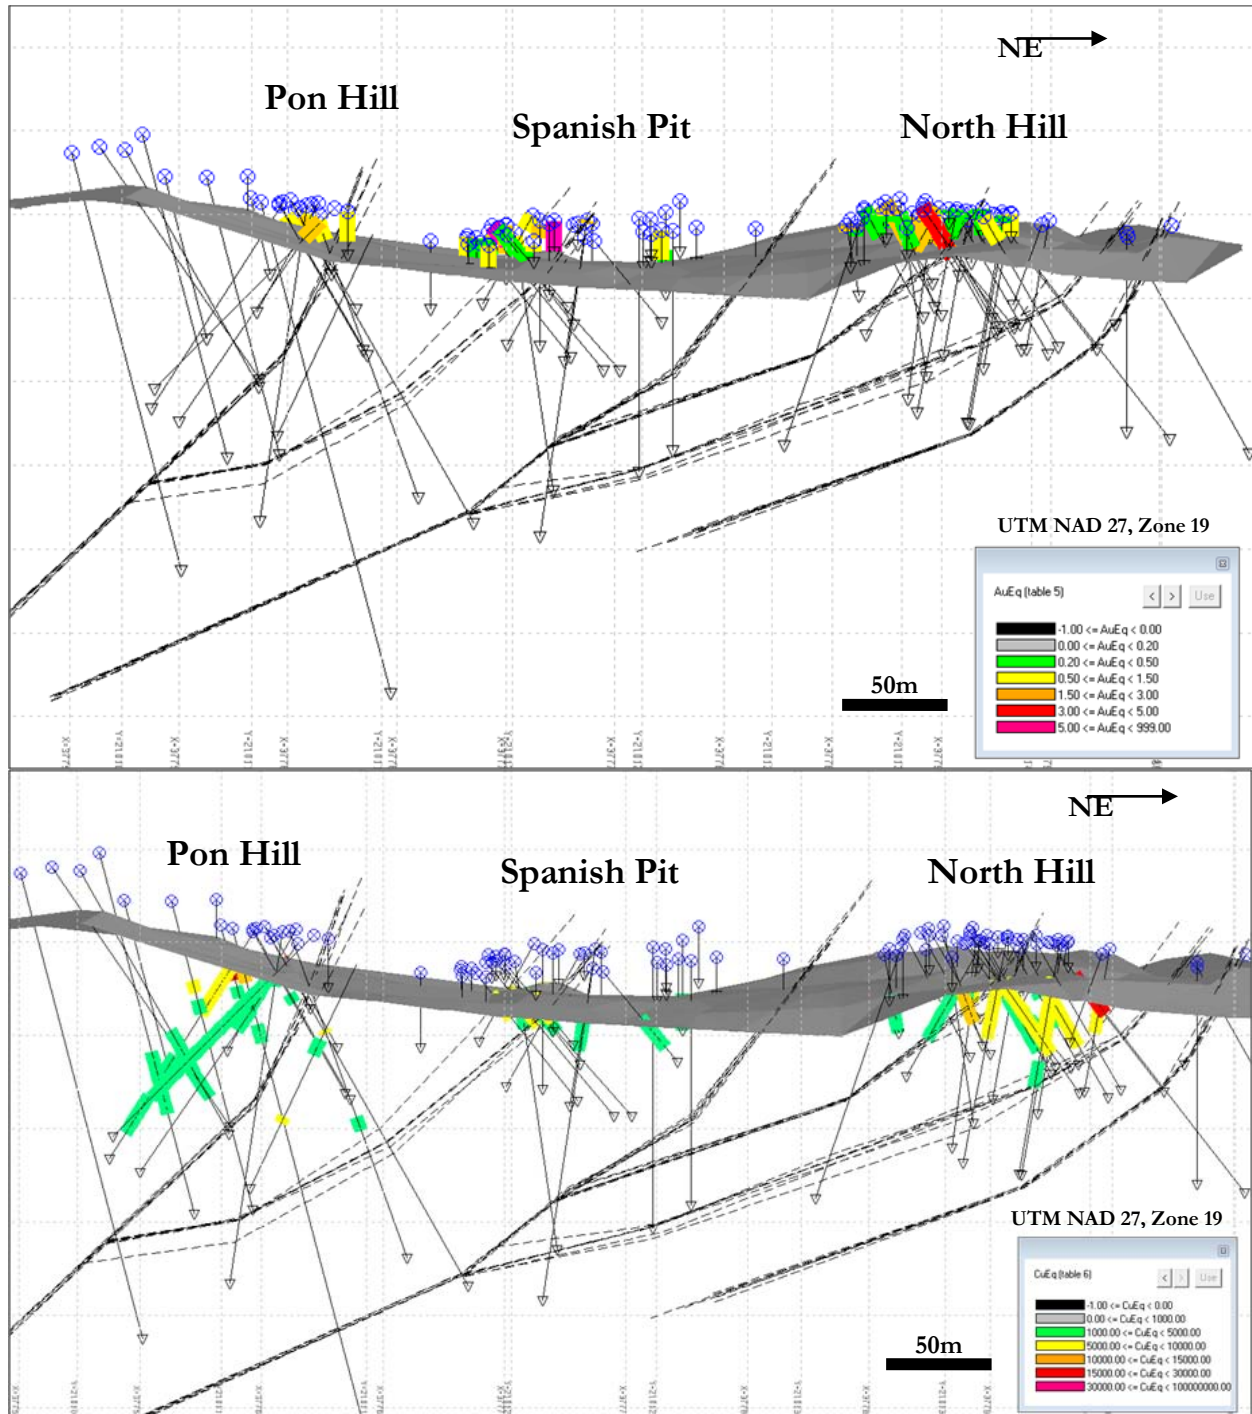 NE
Pon Hill
Spanish Pit
North Hill
UTM NAD 27, Zone 19
AuEq (table 5)
< > Use
-1.00 <= AuEq < 0.00
0.00 <= AuEq < 0.20
0.20 <= AuEq < 0.50
0.50 <= AuEq < 1.50
1.50 <= AuEq < 3.00
3.00 <= AuEq < 5.00
5.00 <= AuEq < 999.00
50m
NE
Pon Hill
Spanish Pit
North Hill
UTM NAD 27, Zone 19
CuEq (table 6)
< > Use
-1.00 <= CuEq < 0.00
0.00 <= CuEq < 1000.00
1000.00 <= CuEq < 5000.00
5000.00 <= CuEq < 10000.00
10000.00 <= CuEq < 15000.00
15000.00 <= CuEq < 30000.00
30000.00 <= CuEq < 100000000.00
50m